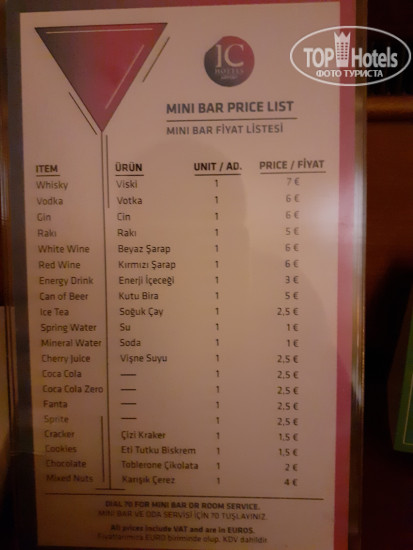 IC
HOTELS
TOP Hotels
ФОТО ТУРИСТА
MINI BAR PRICE LIST
MINI BAR FİYAT LİSTESİ
ITEM ÜRÜN UNIT / AD. PRICE / FİYAT
Whisky Viski 1 7 €
Vodka Votka 1 6 €
Gin Cin 1 6 €
Rakı Rakı 1 5 €
White Wine Beyaz Şarap 1 6 €
Red Wine Kırmızı Şarap 1 6 €
Energy Drink Enerji İçeceği 1 3 €
Can of Beer Kutu Bira 1 5 €
Ice Tea Soğuk Çay 1 2,5 €
Spring Water Su 1 1 €
Mineral Water Soda 1 1 €
Cherry Juice Vişne Suyu 1 2,5 €
Coca Cola — 1 2,5 €
Coca Cola Zero — 1 2,5 €
Fanta — 1 2,5 €
Sprite — 1 2,5 €
Cracker Çizi Kraker 1 1,5 €
Cookies Eti Tutku Biskrem 1 1,5 €
Chocolate Toblerone Çikolata 1 2 €
Mixed Nuts Karışık Çerez 1 4 €
DIAL 70 FOR MINI BAR OR ROOM SERVICE.
MİNİ BAR VE ODA SERVİSİ İÇİN 70 TUŞLAYINIZ.
All prices include VAT and are in EUROS.
Fiyatlarımıza EURO biriminde olup, KDV dahildir.